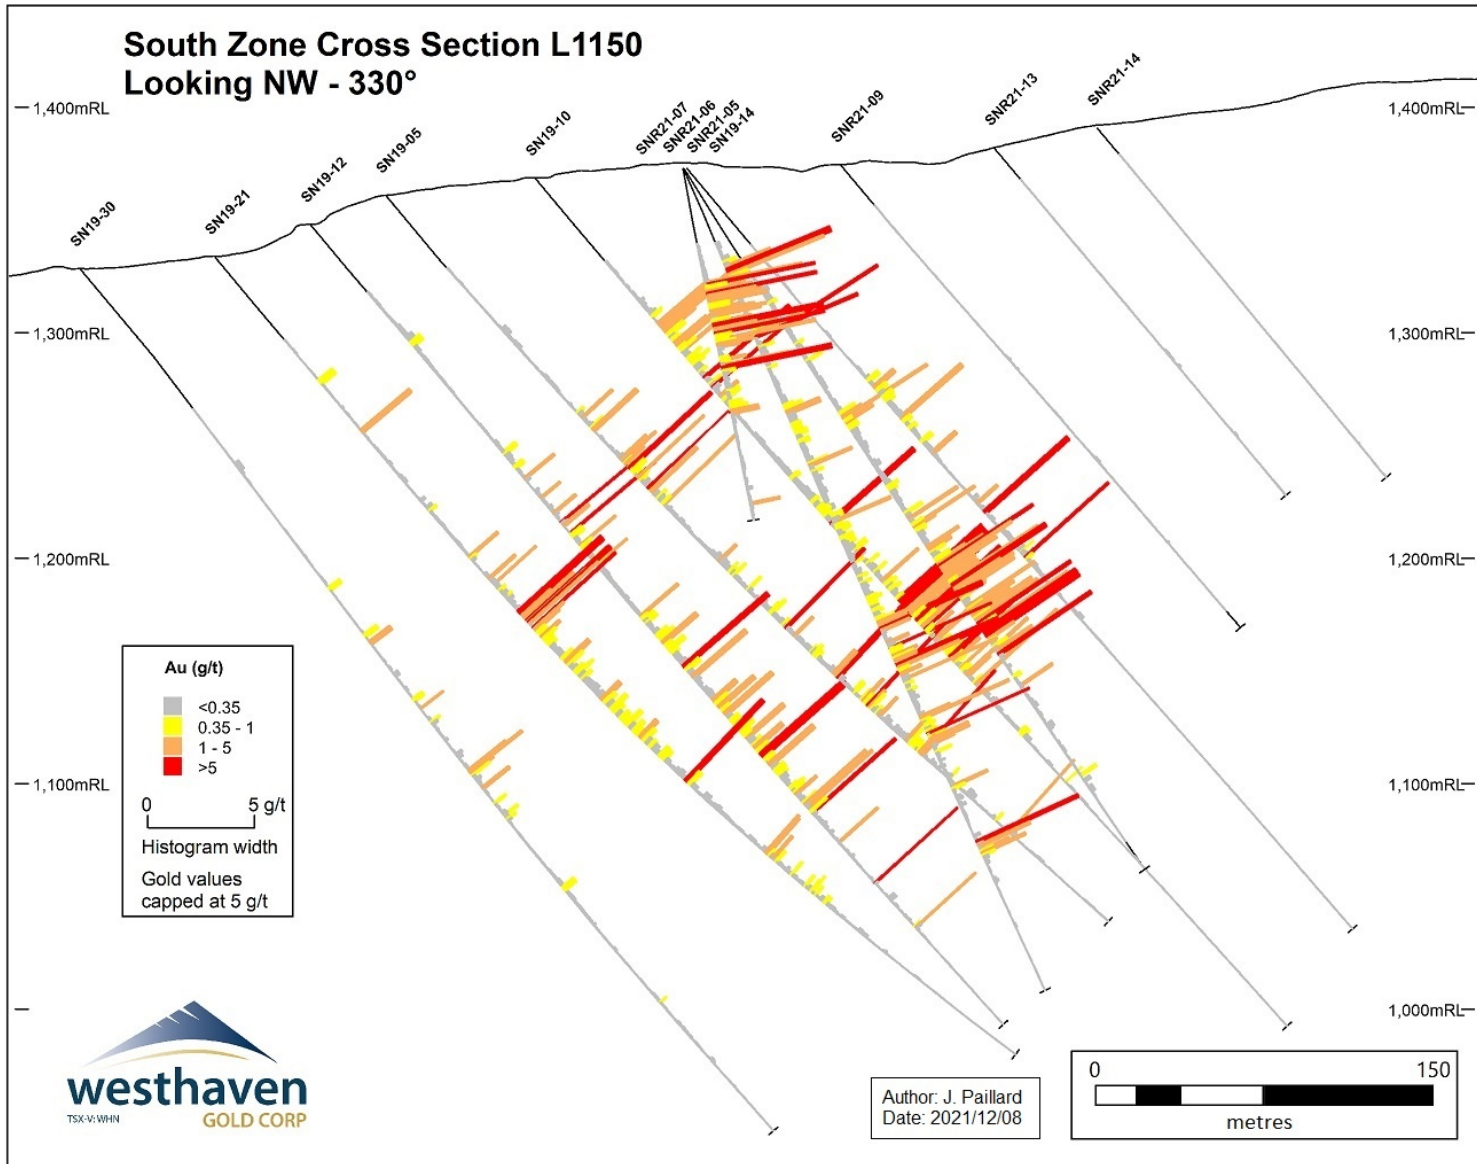 South Zone Cross Section L1150
Looking NW - 330°
1,400mRL
1,400mRL
SN19-30
SN19-21
SN19-12
SN19-05
SN19-10
SNR21-07
SNR21-06
SNR21-05
SN19-14
SNR21-09
SNR21-13
SNR21-14
1,300mRL
1,300mRL
1,200mRL
1,200mRL
1,100mRL
1,100mRL
1,000mRL
Au (g/t)
<0.35
0.35 - 1
1 - 5
>5
0 5 g/t
Histogram width
Gold values
capped at 5 g/t
westhaven
TSX-V: WHN
GOLD CORP
Author: J. Paillard
Date: 2021/12/08
0 150
metres